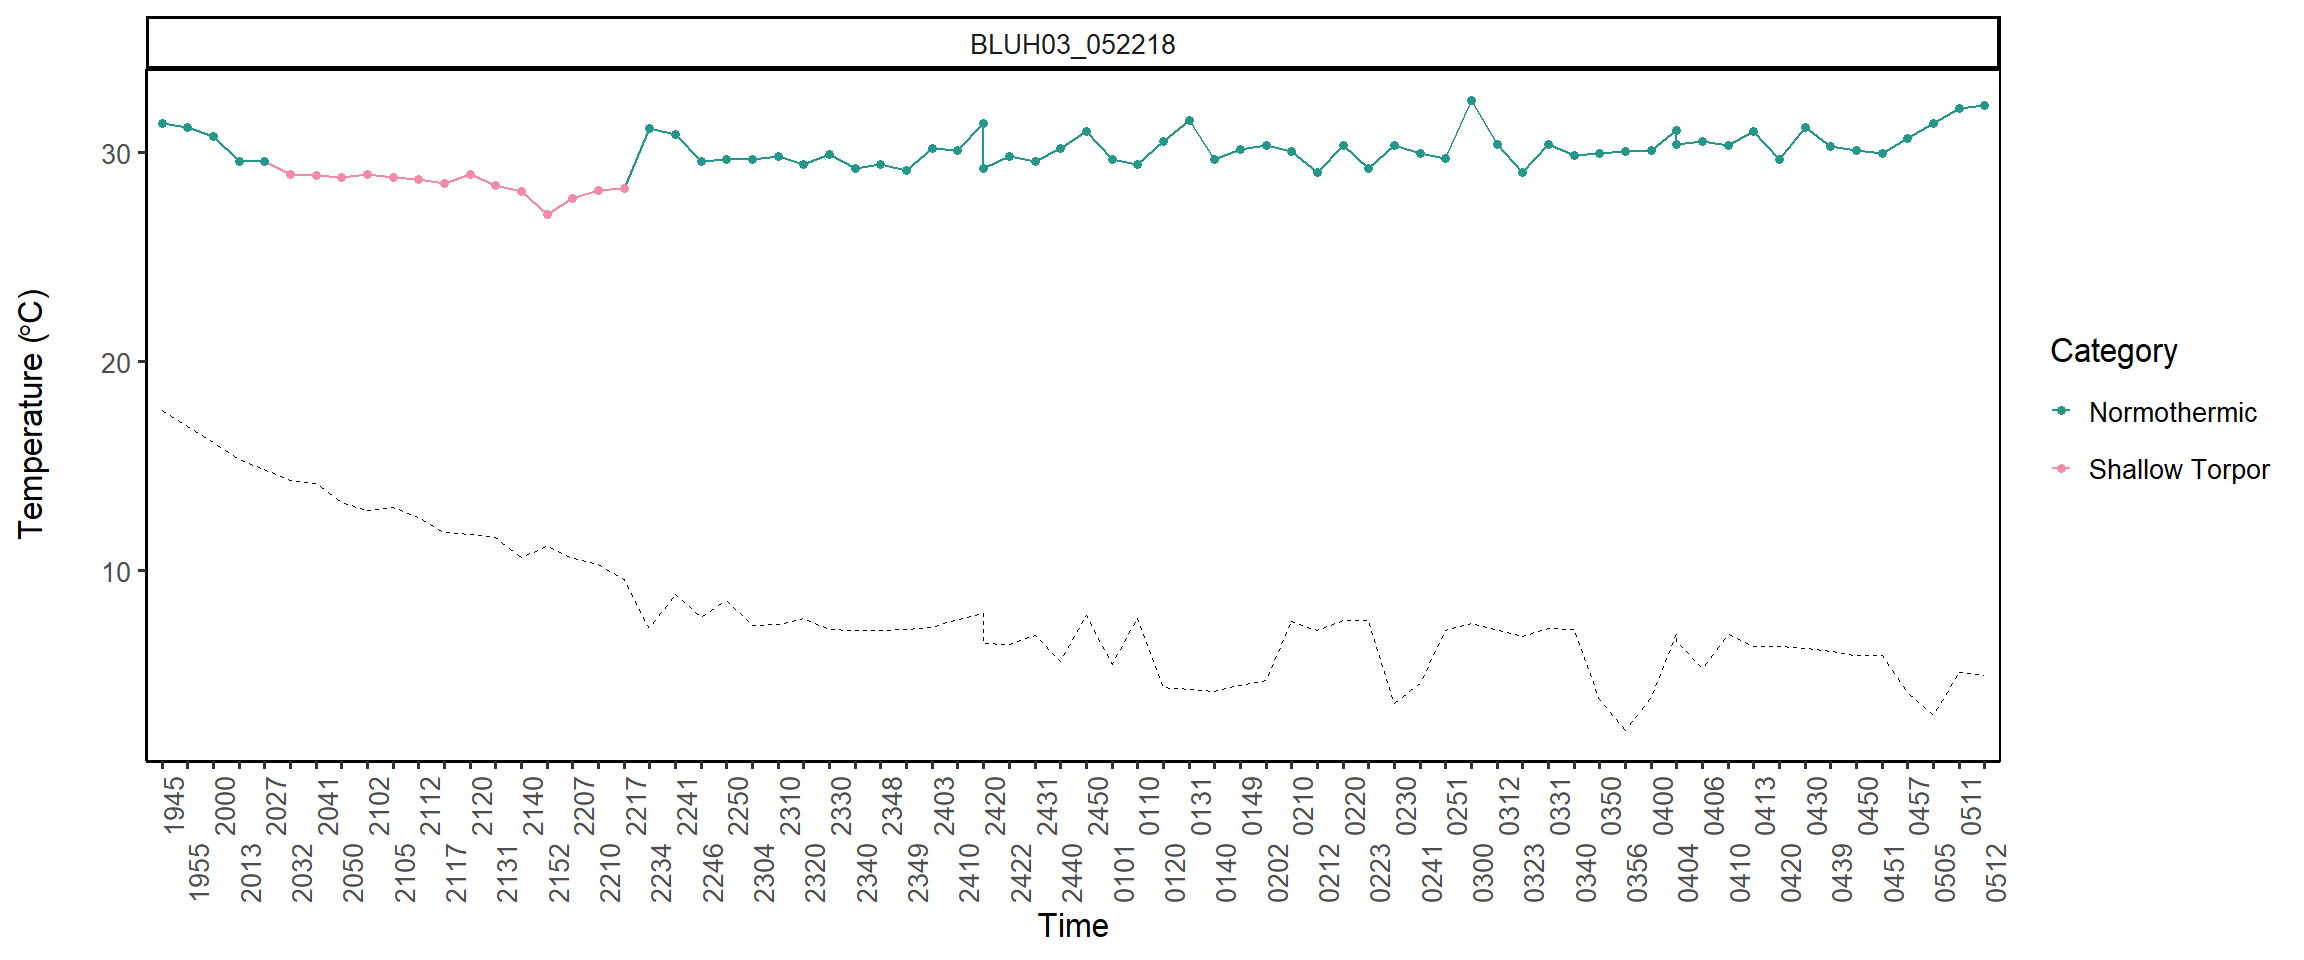 BLUH03_052218
Temperature (°C)
30
20
10
1945 2000 2027 2041 2102 2112 2120 2140 2207 2217 2241 2250 2310 2330 2348 2403 2420 2431 2450 0110 0131 0149 0210 0220 0230 0251 0312 0331 0350 0400 0406 0413 0430 0450 0457 0511
1955 2013 2032 2050 2105 2117 2131 2152 2210 2234 2246 2304 2320 2340 2349 2410 2422 2440 0101 0120 0140 0202 0212 0223 0241 0300 0323 0340 0356 0404 0410 0420 0439 0451 0505 0512
Time
Category
Normothermic
Shallow Torpor